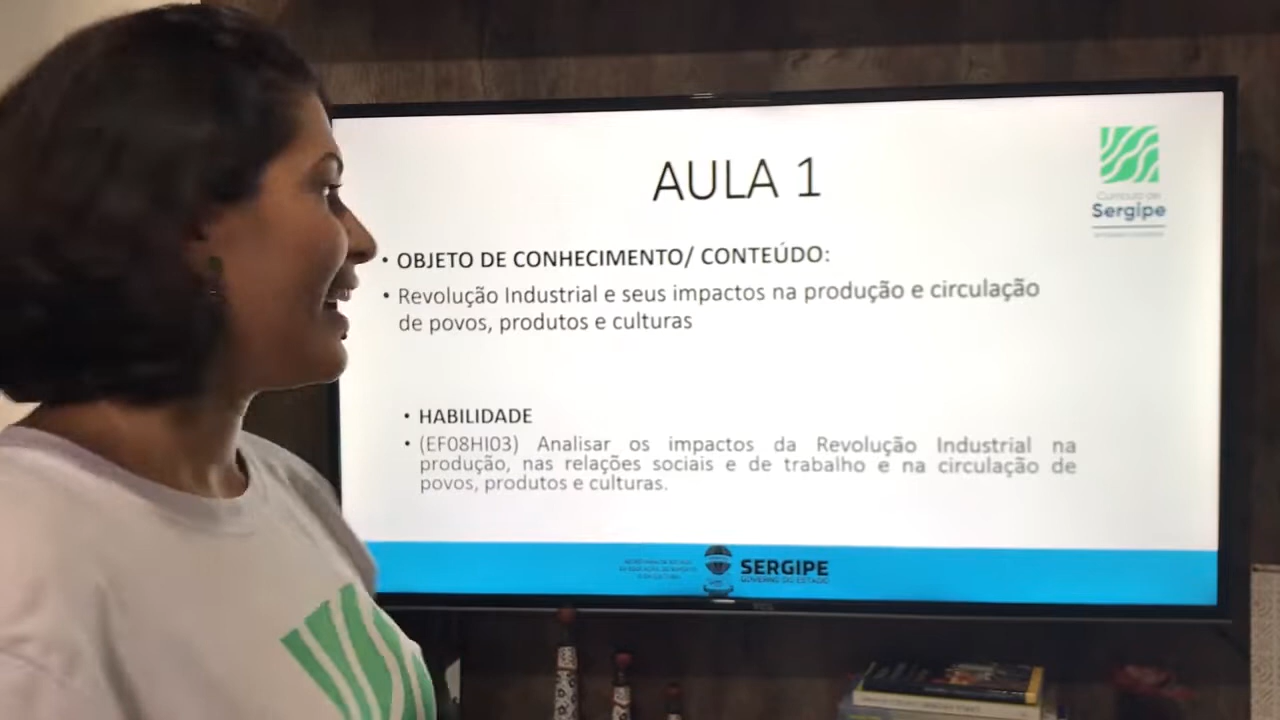 AULA 1
Currículo de
Sergipe
• OBJETO DE CONHECIMENTO/ CONTEÚDO:
• Revolução Industrial e seus impactos na produção e circulação
de povos, produtos e culturas
• HABILIDADE
• (EF08HI03) Analisar os impactos da Revolução Industrial na
produção, nas relações sociais e de trabalho e na circulação de
povos, produtos e culturas.
SERGIPE
GOVERNO DO ESTADO
TCL